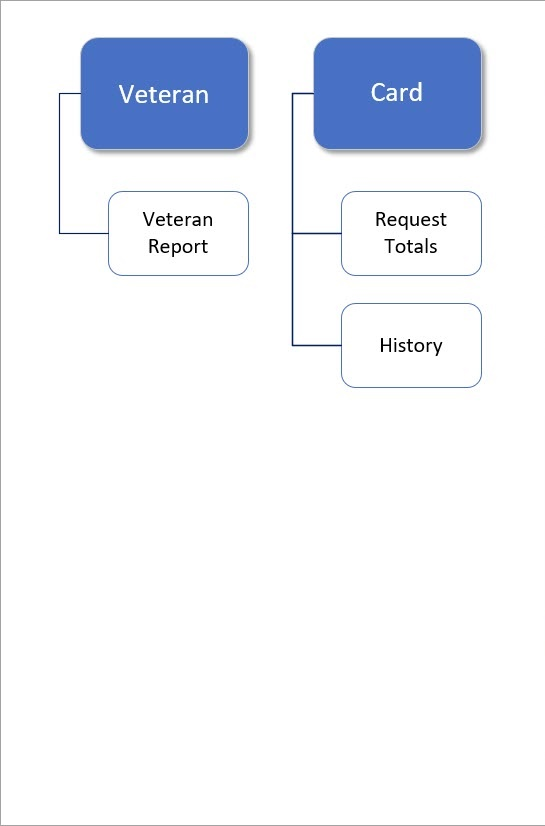 Veteran
Veteran
Report
Card
Request
Totals
History